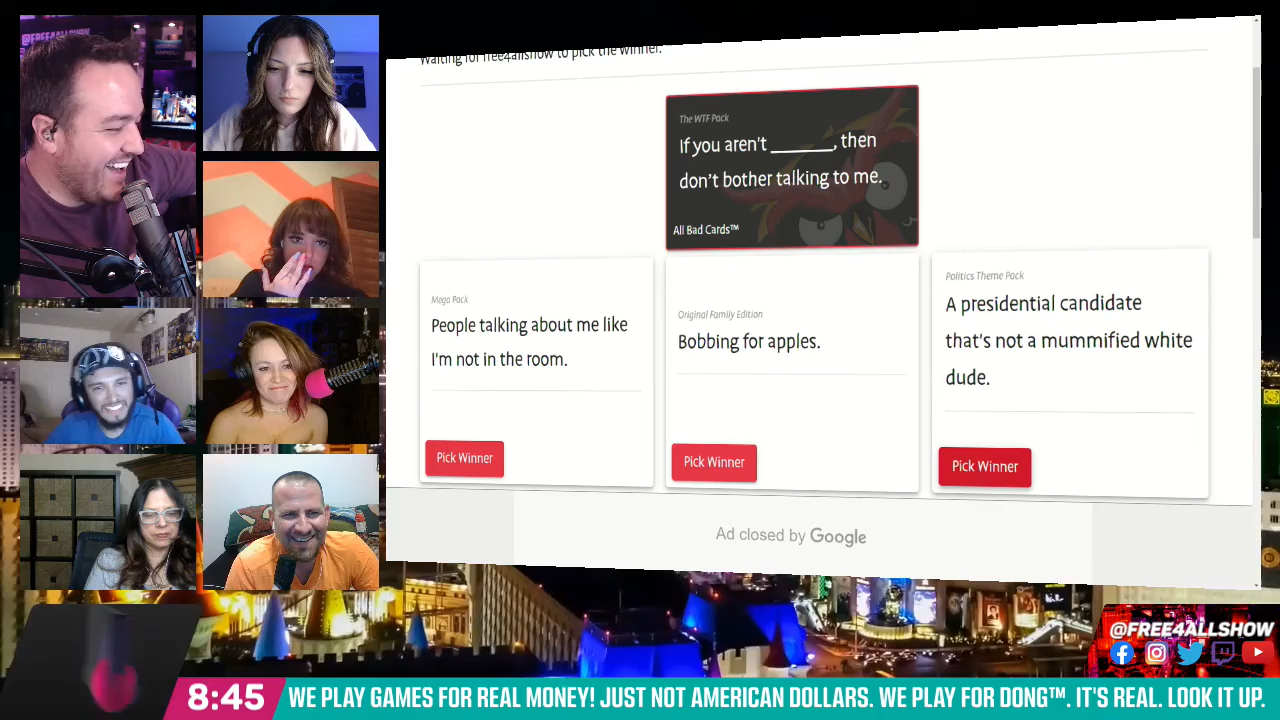 Waiting for free4allshow to pick the winner.
The WTF Pack
If you aren't _______, then
don't bother talking to me.
All Bad Cards™
Mega Pack
People talking about me like
I'm not in the room.
Pick Winner
Original Family Edition
Bobbing for apples.
Pick Winner
Politics Theme Pack
A presidential candidate
that's not a mummified white
dude.
Pick Winner
Ad closed by Google
@FREE4ALLSHOW
8:45
WE PLAY GAMES FOR REAL MONEY! JUST NOT AMERICAN DOLLARS. WE PLAY FOR DONG™. IT'S REAL. LOOK IT UP.